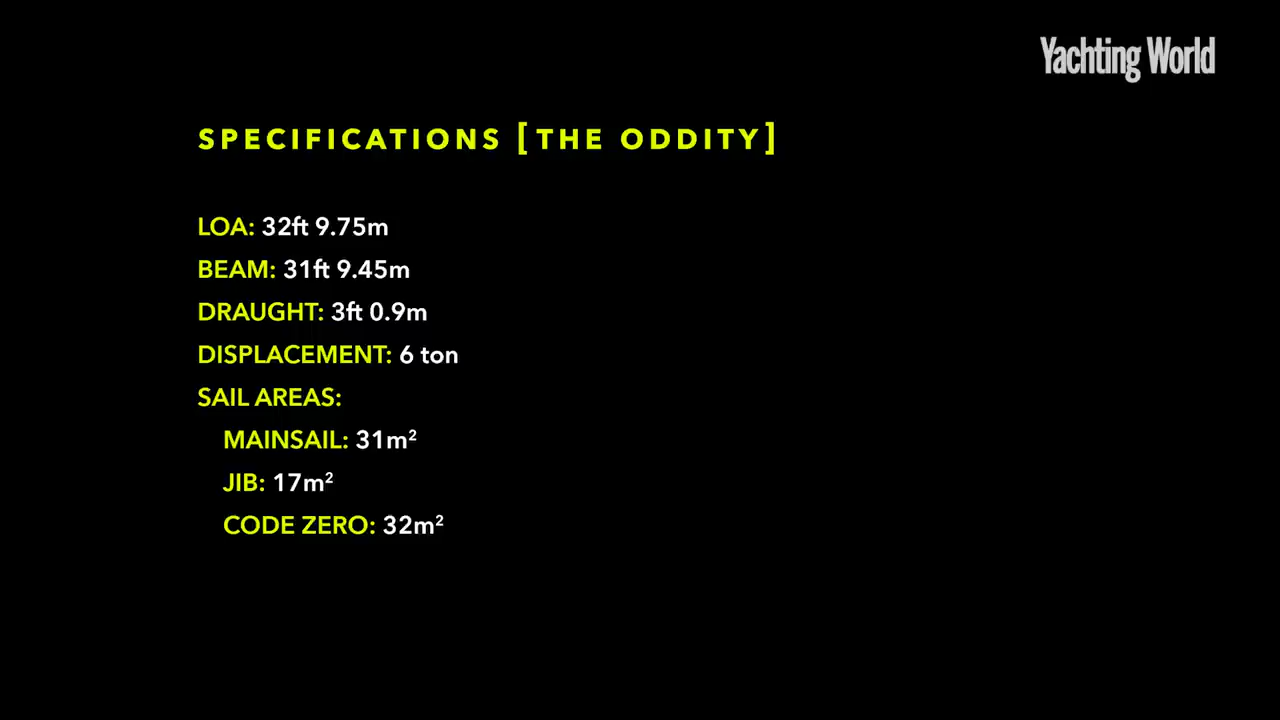 Yachting World
SPECIFICATIONS [THE ODDITY]
LOA: 32ft 9.75m
BEAM: 31ft 9.45m
DRAUGHT: 3ft 0.9m
DISPLACEMENT: 6 ton
SAIL AREAS:
MAINSAIL: 31m²
JIB: 17m²
CODE ZERO: 32m²